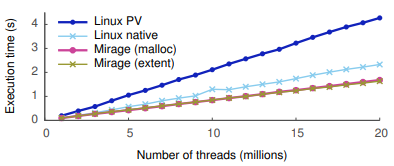 Linux PV
Linux native
Mirage (malloc)
Mirage (extent)
Execution time (s)
4
3
2
1
0
0
5
10
15
20
Number of threads (millions)